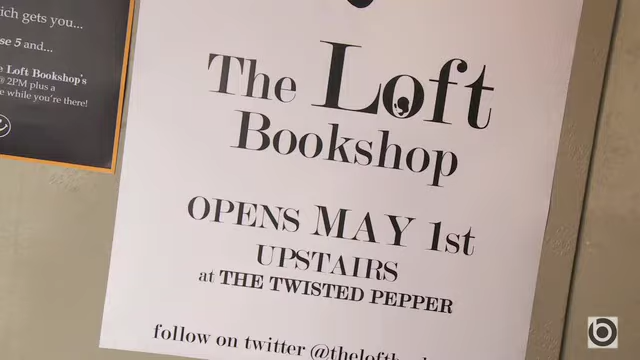 ich gets you...
se 5 and...
e Loft Bookshop's
@ 2PM plus a
e while you're there!
The Loft
Bookshop
OPENS MAY 1st
UPSTAIRS
at THE TWISTED PEPPER
follow on twitter @theloftb